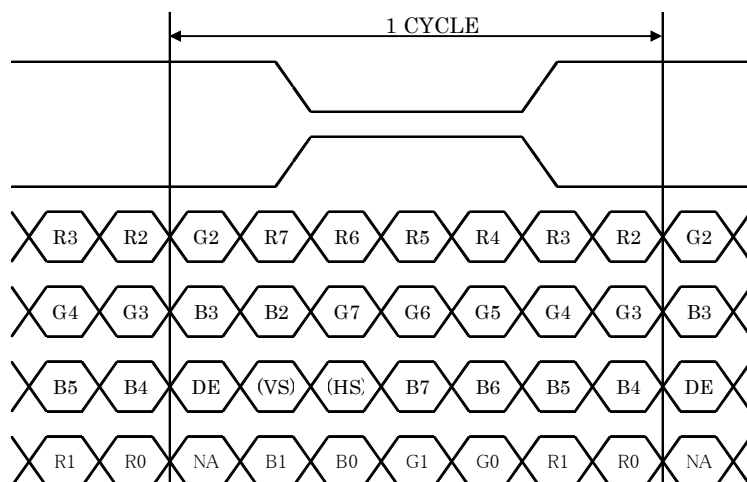 1 CYCLE
R3 R2 G2 R7 R6 R5 R4 R3 R2 G2
G4 G3 B3 B2 G7 G6 G5 G4 G3 B3
B5 B4 DE (VS) (HS) B7 B6 B5 B4 DE
R1 R0 NA B1 B0 G1 G0 R1 R0 NA